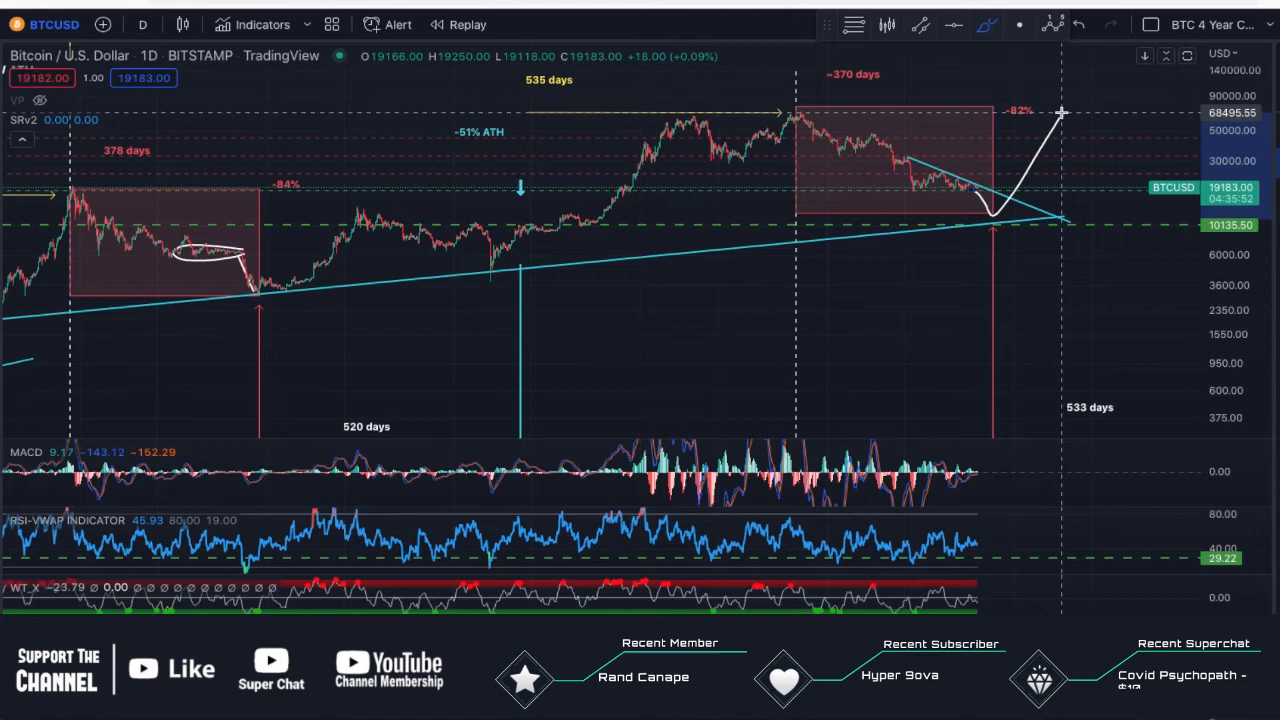 BTCUSD
D
Indicators
Alert
Replay
BTC 4 Year C...
Bitcoin / U.S. Dollar · 1D · BITSTAMP · TradingView
O19166.00 H19250.00 L19118.00 C19183.00 +18.00 (+0.09%)
USD
19182.00 1.00 19183.00
VP
SRv2 0.00 0.00
535 days
~370 days
-82%
-51% ATH
378 days
-84%
140000.00
90000.00
68495.55
50000.00
30000.00
BTCUSD 19183.00
04:35:52
10135.50
6000.00
3600.00
2350.00
1550.00
950.00
600.00
375.00
533 days
520 days
MACD 9.17 −143.12 −152.29
0.00
RSI-VWAP INDICATOR 45.93 80.00 19.00
80.00
40.00
29.22
WT_X −23.79 ∅ 0.00 ∅ ∅ ∅ ∅ ∅ ∅ ∅ ∅ ∅ ∅
0.00
SUPPORT THE
CHANNEL
Like
Super Chat
YouTube
Channel Membership
Recent Member
Rand Canape
Recent Subscriber
Hyper 9ova
Recent Superchat
Covid Psychopath -